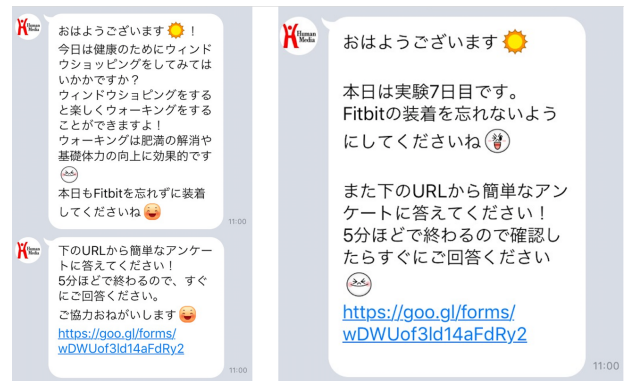 Human
Media
おはようございます！
今日は健康のためにウィンド
ウショッピングをしてみては
いかかですか？
ウィンドウショピングをする
と楽しくウォーキングをする
ことができますよ！
ウォーキングは肥満の解消や
基礎体力の向上に効果的です
本日もFitbitを忘れずに装着
してくださいね
11:00
Human
Media
下のURLから簡単なアンケー
トに答えてください！
5分ほどで終わるので、すぐ
にご回答ください。
ご協力おねがいします
https://goo.gl/forms/
wDWUof3ld14aFdRy2
11:00
Human
Media
おはようございます
本日は実験7日目です。
Fitbitの装着を忘れないよう
にしてくださいね
また下のURLから簡単なアン
ケートに答えてください！
5分ほどで終わるので確認し
たらすぐにご回答ください
https://goo.gl/forms/
wDWUof3ld14aFdRy2
11:00